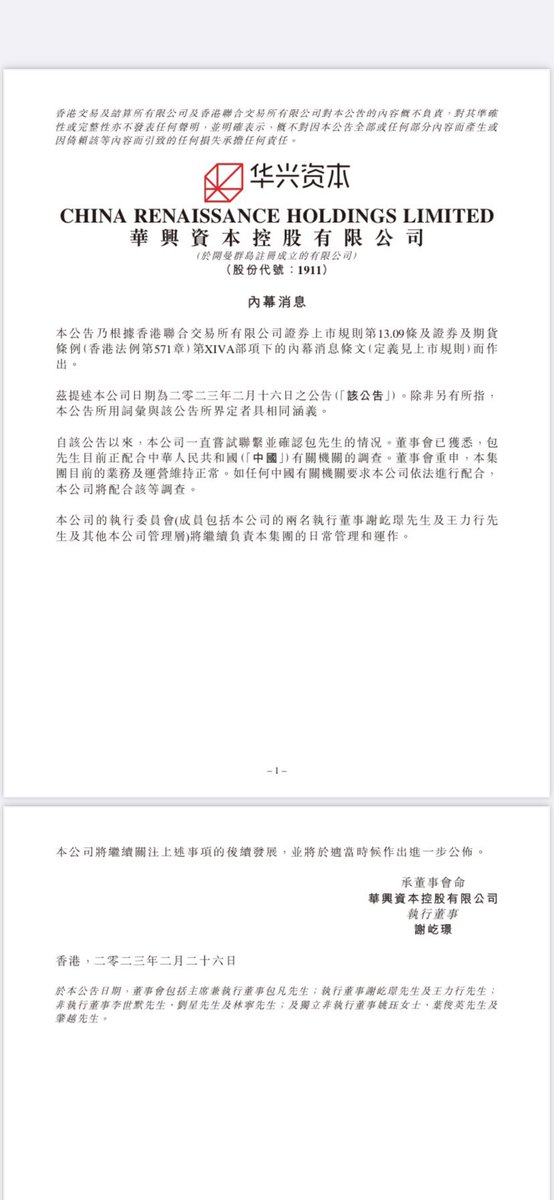 香港交易及結算所有限公司及香港聯合交易所有限公司對本公告的內容概不負責，對其準確
性或完整性亦不發表任何聲明，並明確表示，概不對因本公告全部或任何部分內容而產生或
因倚賴該等內容而引致的任何損失承擔任何責任。
华兴资本
CHINA RENAISSANCE HOLDINGS LIMITED
華興資本控股有限公司
(於開曼群島註冊成立的有限公司)
（股份代號：1911）
內幕消息
本公告乃根據香港聯合交易所有限公司證券上市規則第13.09條及證券及期貨
條例(香港法例第571章)第XIVA部項下的內幕消息條文(定義見上市規則)而作
出。
茲提述本公司日期為二零二三年二月十六日之公告(「該公告」)。除非另有所指，
本公告所用詞彙與該公告所界定者具相同涵義。
自該公告以來，本公司一直嘗試聯繫並確認包先生的情況。董事會已獲悉，包
先生目前正配合中華人民共和國(「中國」)有關機關的調查。董事會重申，本集
團目前的業務及運營維持正常。如任何中國有關機關要求本公司依法進行配合，
本公司將配合該等調查。
本公司的執行委員會(成員包括本公司的兩名執行董事謝屹璟先生及王力行先
生及其他本公司管理層)將繼續負責本集團的日常管理和運作。
– 1 –
本公司將繼續關注上述事項的後續發展，並將於適當時候作出進一步公佈。
承董事會命
華興資本控股有限公司
執行董事
謝屹璟
香港，二零二三年二月二十六日
於本公告日期，董事會包括主席兼執行董事包凡先生；執行董事謝屹璟先生及王力行先生；
非執行董事李世默先生、劉星先生及林寧先生；及獨立非執行董事姚珏女士、葉俊英先生及
肇越先生。